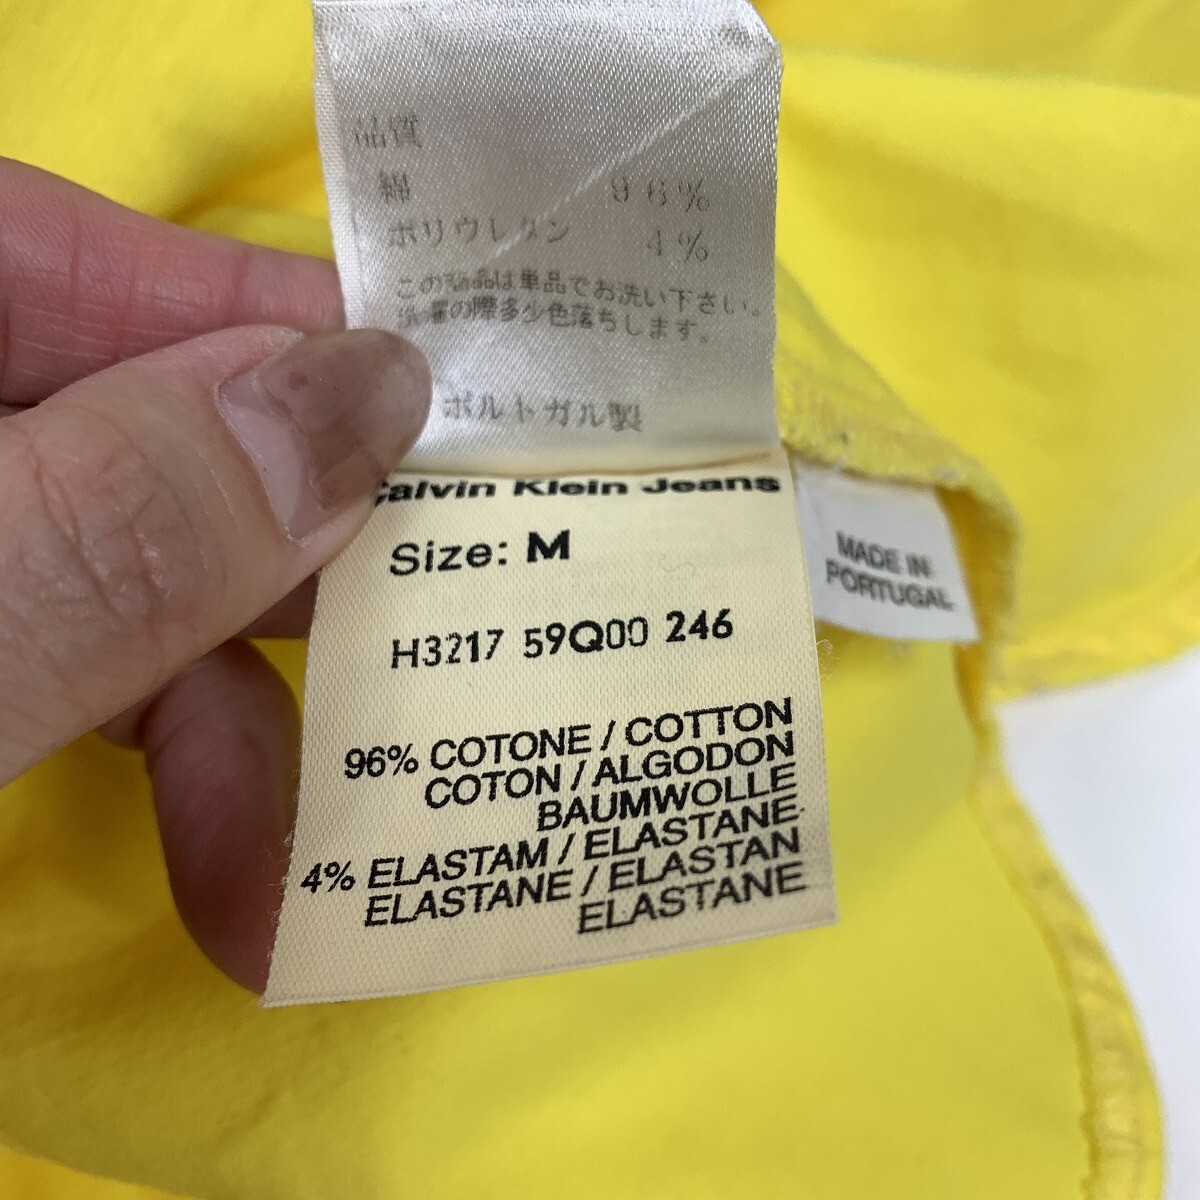 品質
綿 96%
ポリウレタン 4%
この製品は単品でお洗い下さい。
洗濯の際多少色落ちします。
ポルトガル製
Calvin Klein Jeans
Size: M
H3217 59Q00 246
96% COTONE / COTTON
COTON / ALGODON
BAUMWOLLE
4% ELASTAM / ELASTANE
ELASTANE / ELASTAN
ELASTANE
MADE IN
PORTUGAL